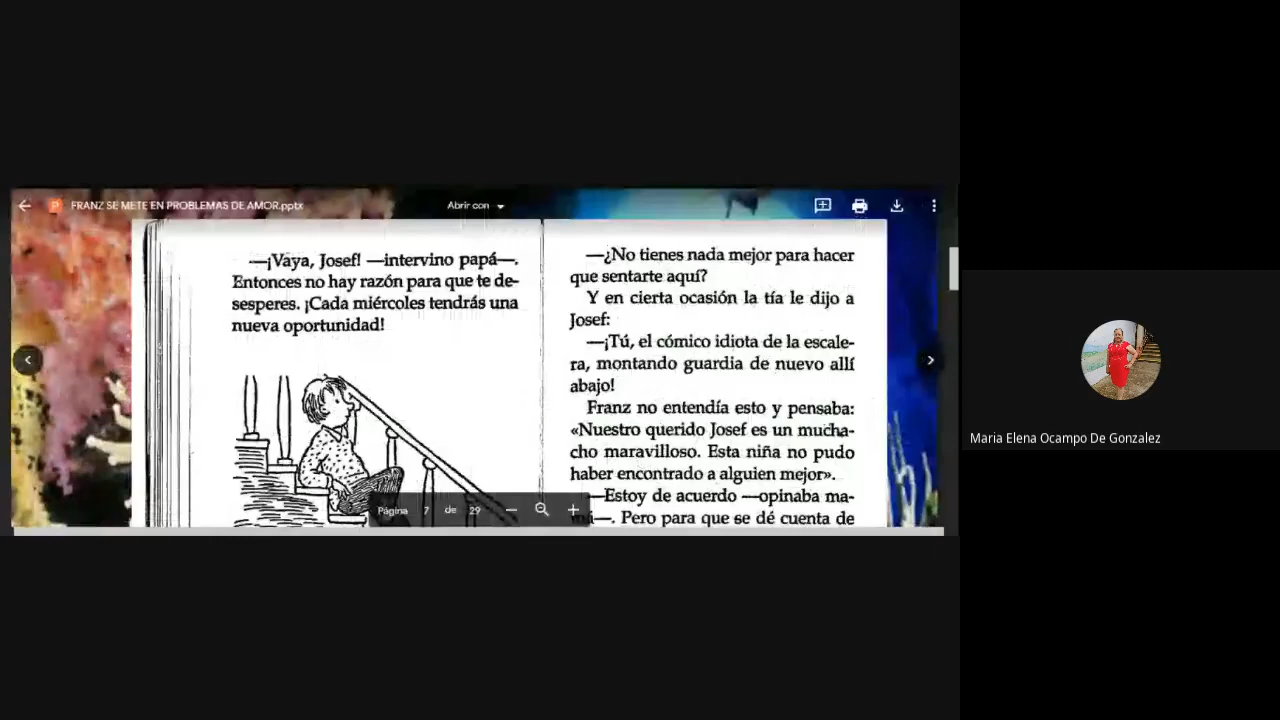 FRANZ SE METE EN PROBLEMAS DE AMOR.pptx
Abrir con
—¡Vaya, Josef! —intervino papá—.
Entonces no hay razón para que te de-
sesperes. ¡Cada miércoles tendrás una
nueva oportunidad!
—¿No tienes nada mejor para hacer
que sentarte aquí?
Y en cierta ocasión la tía le dijo a
Josef:
—¡Tú, el cómico idiota de la escale-
ra, montando guardia de nuevo allí
abajo!
Franz no entendía esto y pensaba:
«Nuestro querido Josef es un mucha-
cho maravilloso. Esta niña no pudo
haber encontrado a alguien mejor».
—Estoy de acuerdo —opinaba ma-
má—. Pero para que se dé cuenta de
Página 7 de 29
Maria Elena Ocampo De Gonzalez